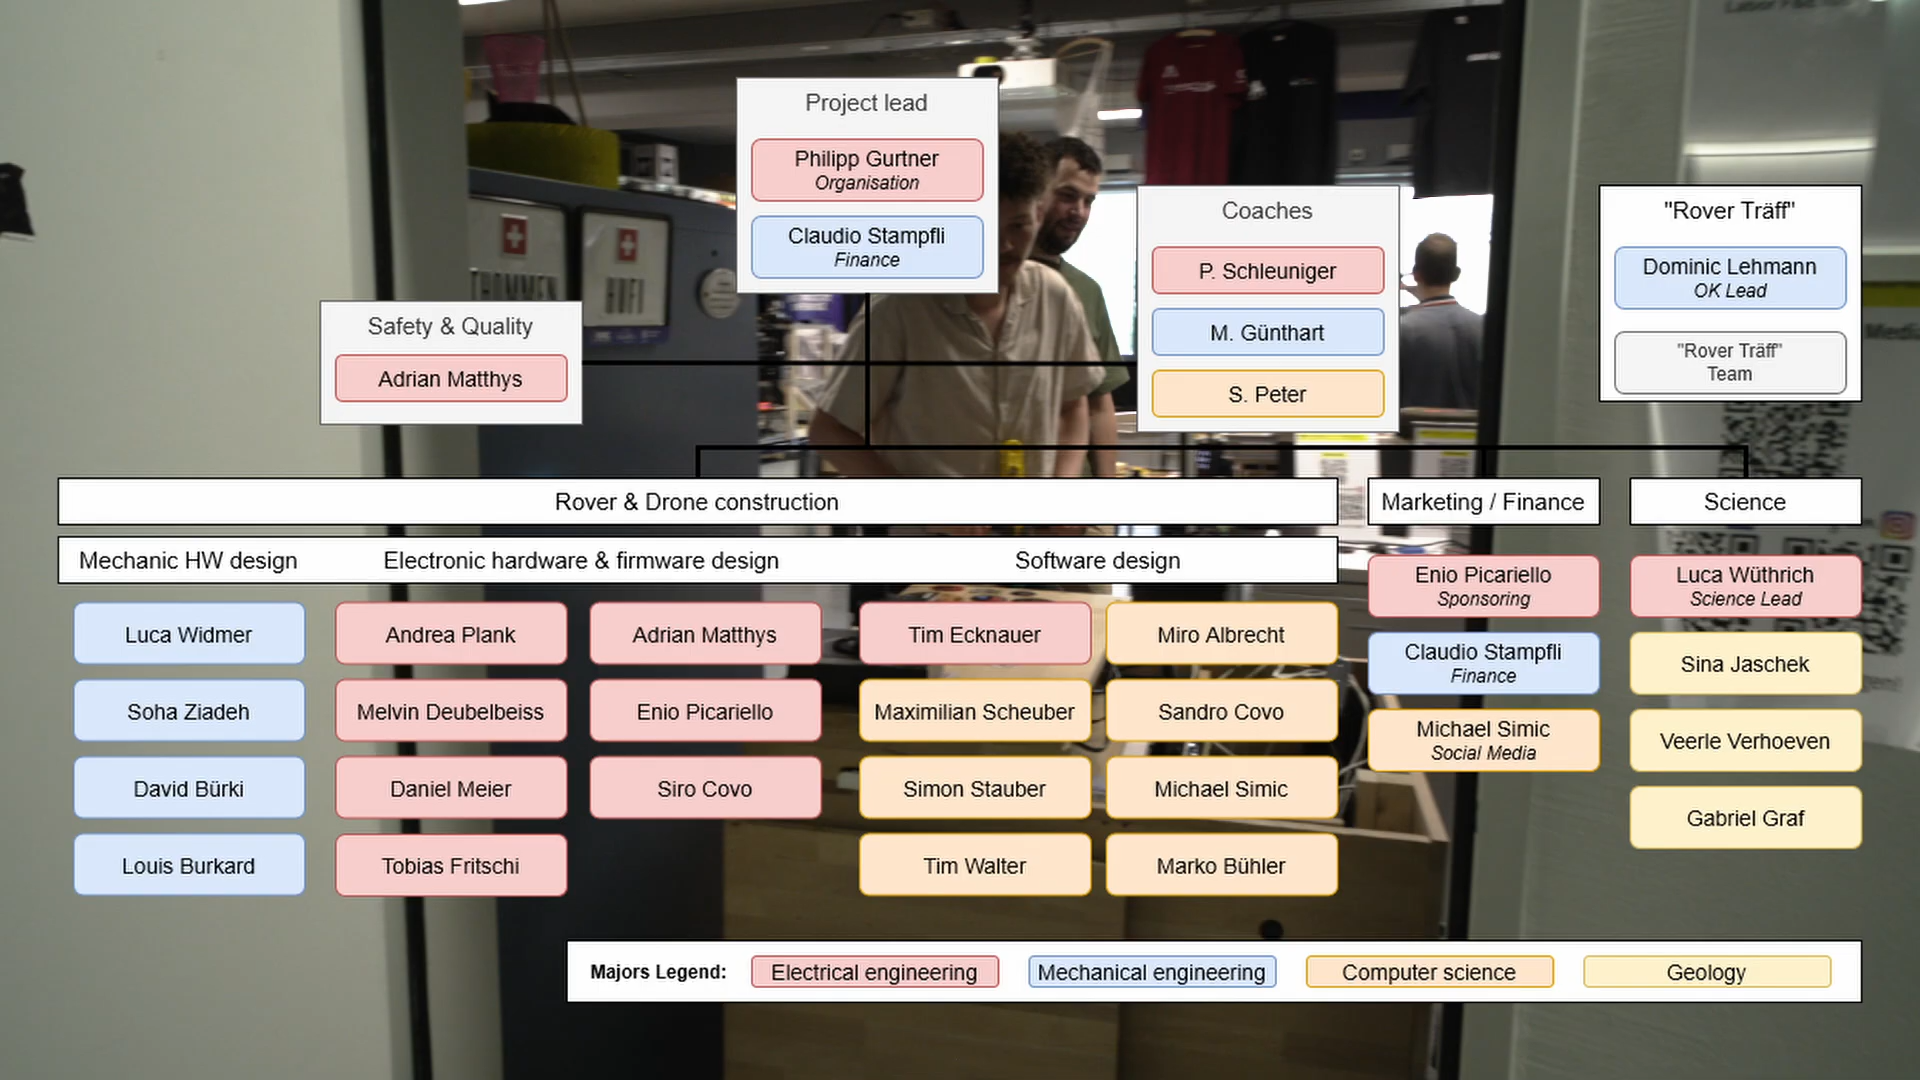 Project lead
Philipp Gurtner
Organisation
Claudio Stampfli
Finance
Safety & Quality
Adrian Matthys
Coaches
P. Schleuniger
M. Günthart
S. Peter
"Rover Träff"
Dominic Lehmann
OK Lead
"Rover Träff"
Team
THOMMEN
HUFI
Rover & Drone construction
Marketing / Finance
Science
Mechanic HW design
Electronic hardware & firmware design
Software design
Luca Widmer
Soha Ziadeh
David Bürki
Louis Burkard
Andrea Plank
Melvin Deubelbeiss
Daniel Meier
Tobias Fritschi
Adrian Matthys
Enio Picariello
Siro Covo
Tim Ecknauer
Maximilian Scheuber
Simon Stauber
Tim Walter
Miro Albrecht
Sandro Covo
Michael Simic
Marko Bühler
Enio Picariello
Sponsoring
Claudio Stampfli
Finance
Michael Simic
Social Media
Luca Wüthrich
Science Lead
Sina Jaschek
Veerle Verhoeven
Gabriel Graf
Majors Legend:
Electrical engineering
Mechanical engineering
Computer science
Geology